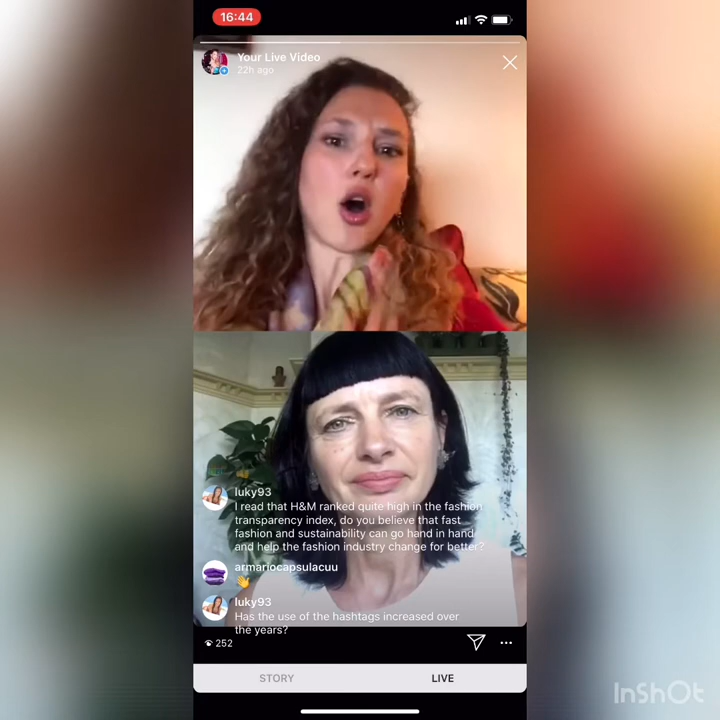 16:44
Your Live Video
22h ago
luky93
I read that H&M ranked quite high in the fashion
transparency index, do you believe that fast
fashion and sustainability can go hand in hand
and help the fashion industry change for better?
armariocapsulacuu
👋
luky93
Has the use of the hashtags increased over
the years?
252
STORY
LIVE
InShOt